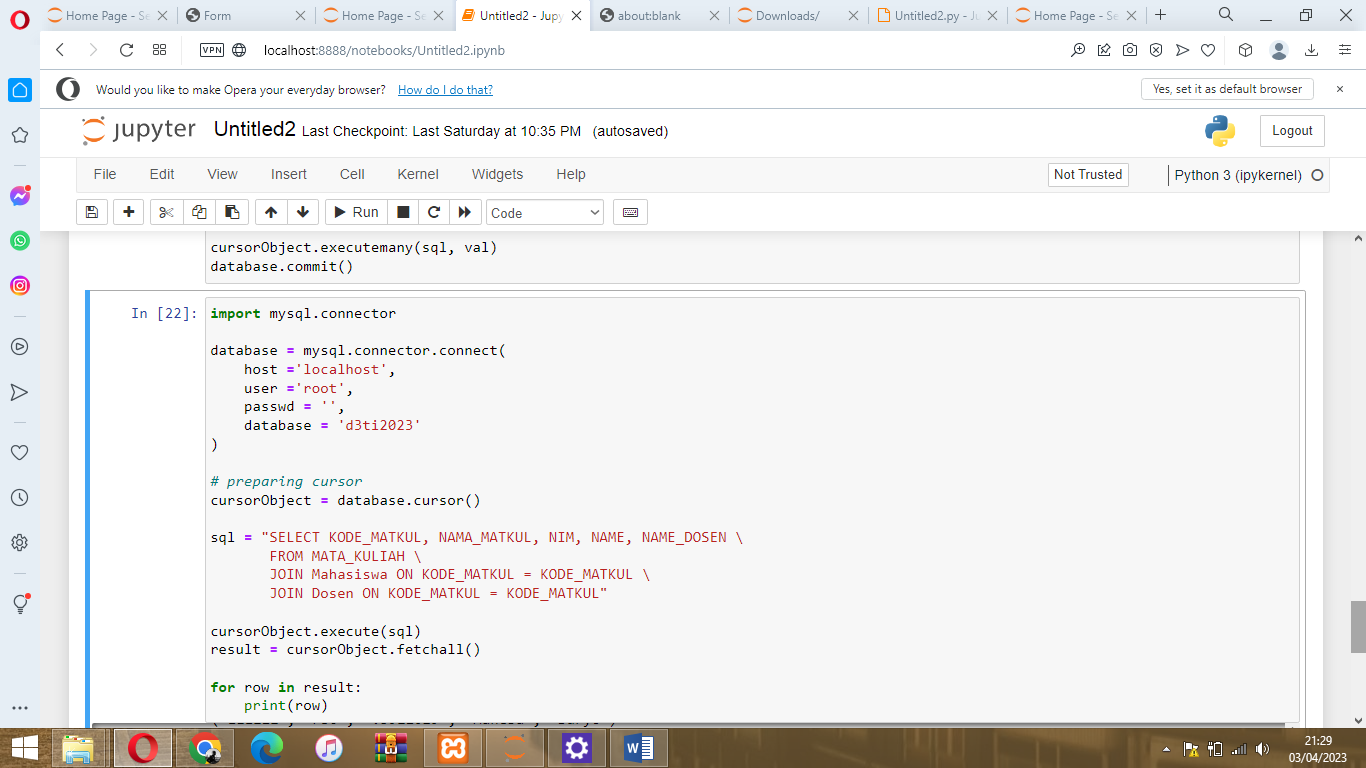 Home Page - Se
Form
Home Page - Se
Untitled2 - Jupy
about:blank
Downloads/
Untitled2.py - Ju
Home Page - Se
VPN
localhost:8888/notebooks/Untitled2.ipynb
Would you like to make Opera your everyday browser? How do I do that?
Yes, set it as default browser
jupyter Untitled2 Last Checkpoint: Last Saturday at 10:35 PM (autosaved)
Logout
File Edit View Insert Cell Kernel Widgets Help
Not Trusted
Python 3 (ipykernel)
Run
Code
cursorObject.executemany(sql, val)
database.commit()
In [22]:
import mysql.connector
database = mysql.connector.connect(
host ='localhost',
user ='root',
passwd = '',
database = 'd3ti2023'
)
# preparing cursor
cursorObject = database.cursor()
sql = "SELECT KODE_MATKUL, NAMA_MATKUL, NIM, NAME, NAME_DOSEN \
FROM MATA_KULIAH \
JOIN Mahasiswa ON KODE_MATKUL = KODE_MATKUL \
JOIN Dosen ON KODE_MATKUL = KODE_MATKUL"
cursorObject.execute(sql)
result = cursorObject.fetchall()
for row in result:
print(row)
21:29
03/04/2023